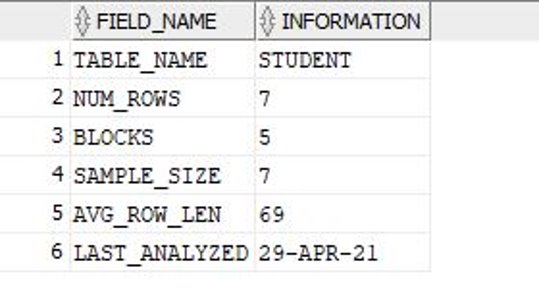 FIELD_NAME INFORMATION
1 TABLE_NAME STUDENT
2 NUM_ROWS 7
3 BLOCKS 5
4 SAMPLE_SIZE 7
5 AVG_ROW_LEN 69
6 LAST_ANALYZED 29-APR-21